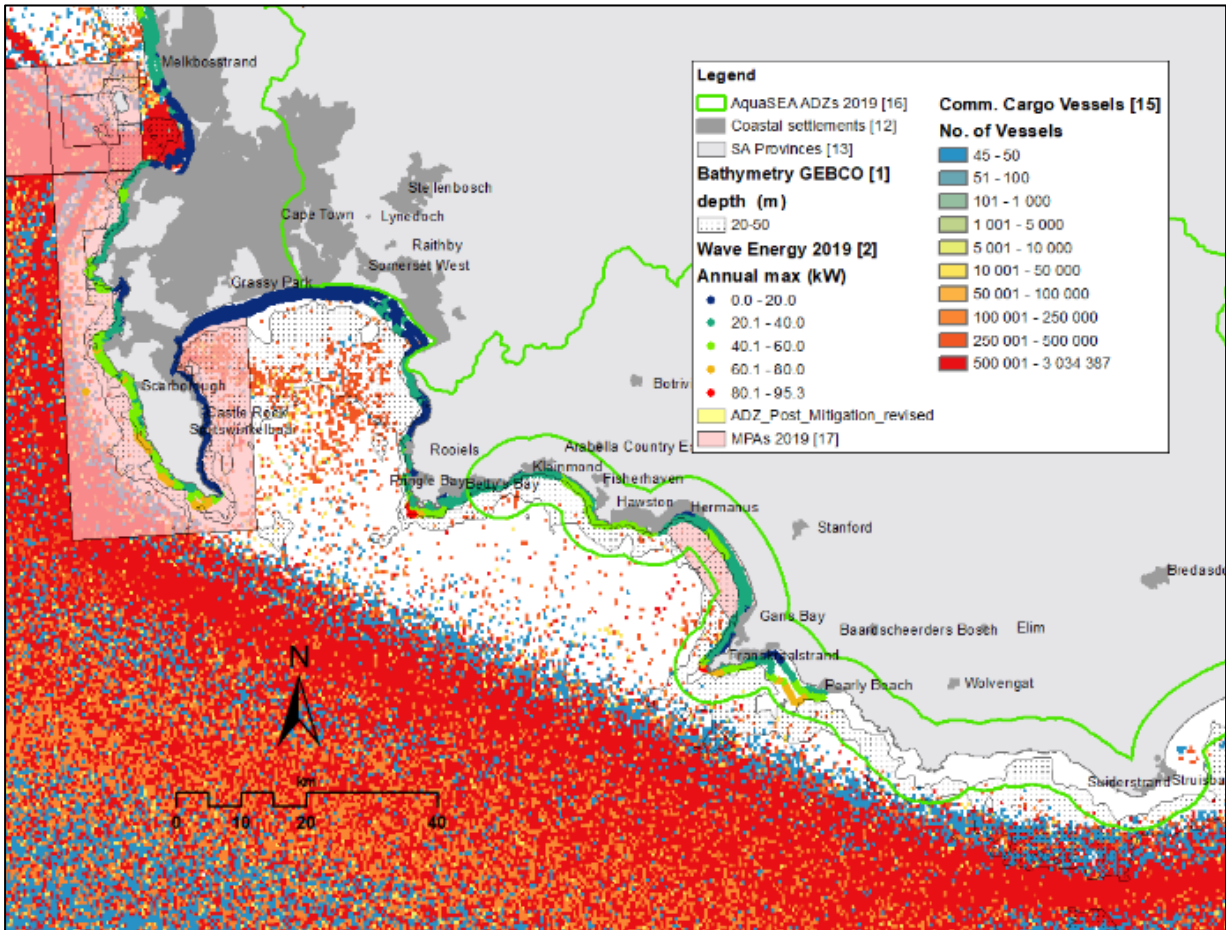 Melkbosstrand
Stellenbosch
Cape Town
Lynedoch
Raithby
Somerset West
Grassy Park
Scarborough
Castle Rock
Rooiels
Pringle Bay
Betty's Bay
Botriv
Arabella Country Es
Kleinmond
Fisherhaven
Hawston
Hermanus
Stanford
Bredasdo
Gans Bay
Baardscheerders Bosch
Elim
Pearly Beach
Wolvengat
Suiderstrand
Struisba
N
km
0 10 20 40
Legend
AquaSEA ADZs 2019 [16]
Coastal settlements [12]
SA Provinces [13]
Bathymetry GEBCO [1]
depth (m)
20-50
Wave Energy 2019 [2]
Annual max (kW)
0.0 - 20.0
20.1 - 40.0
40.1 - 60.0
60.1 - 80.0
80.1 - 95.3
ADZ_Post_Mitigation_revised
MPAs 2019 [17]
Comm. Cargo Vessels [15]
No. of Vessels
45 - 50
51 - 100
101 - 1 000
1 001 - 5 000
5 001 - 10 000
10 001 - 50 000
50 001 - 100 000
100 001 - 250 000
250 001 - 500 000
500 001 - 3 034 387